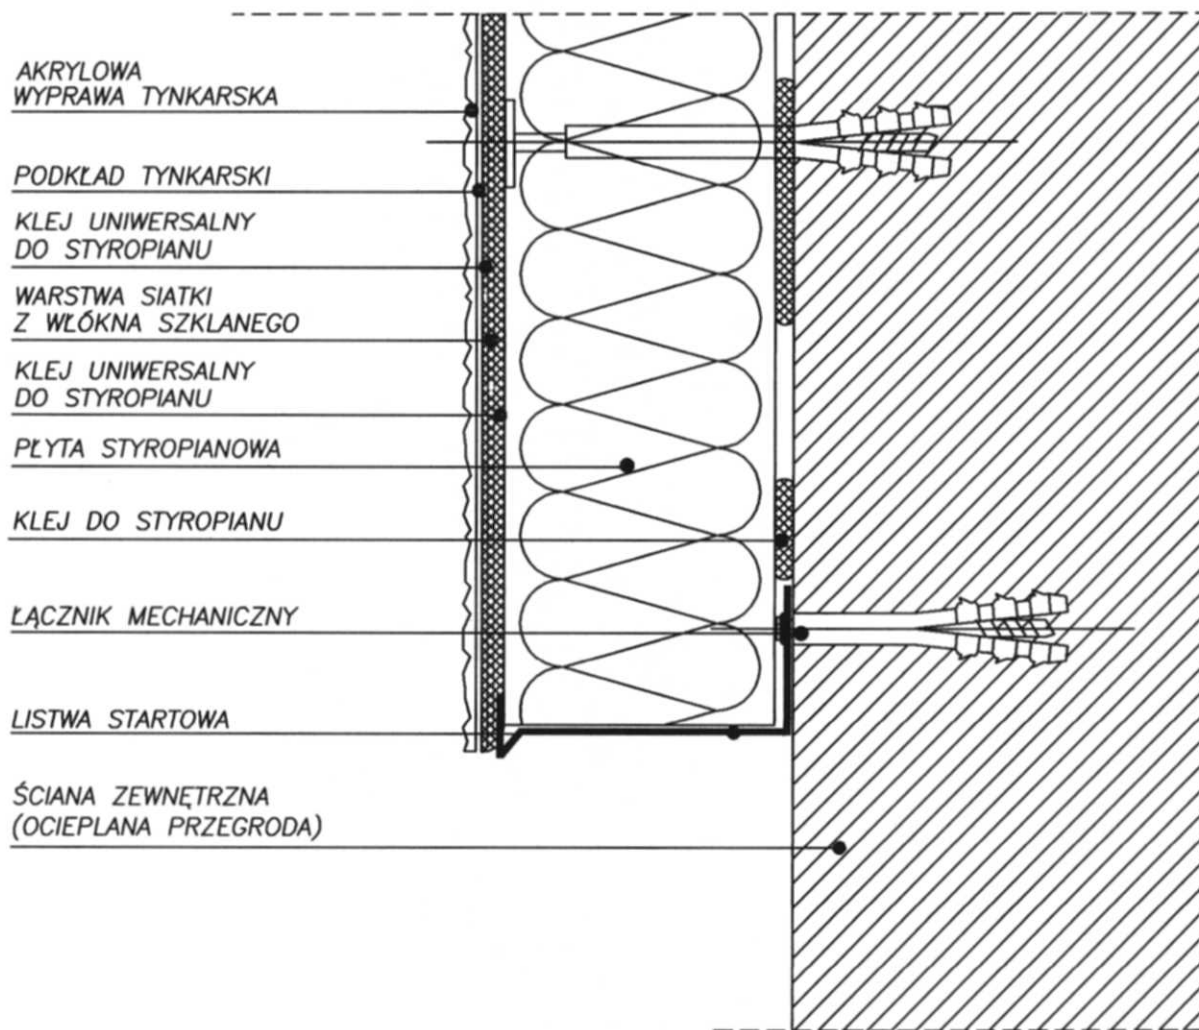 AKRYLOWA
WYPRAWA TYNKARSKA
PODKŁAD TYNKARSKI
KLEJ UNIWERSALNY
DO STYROPIANU
WARSTWA SIATKI
Z WŁÓKNA SZKLANEGO
KLEJ UNIWERSALNY
DO STYROPIANU
PŁYTA STYROPIANOWA
KLEJ DO STYROPIANU
ŁĄCZNIK MECHANICZNY
LISTWA STARTOWA
ŚCIANA ZEWNĘTRZNA
(OCIEPLANA PRZEGRODA)